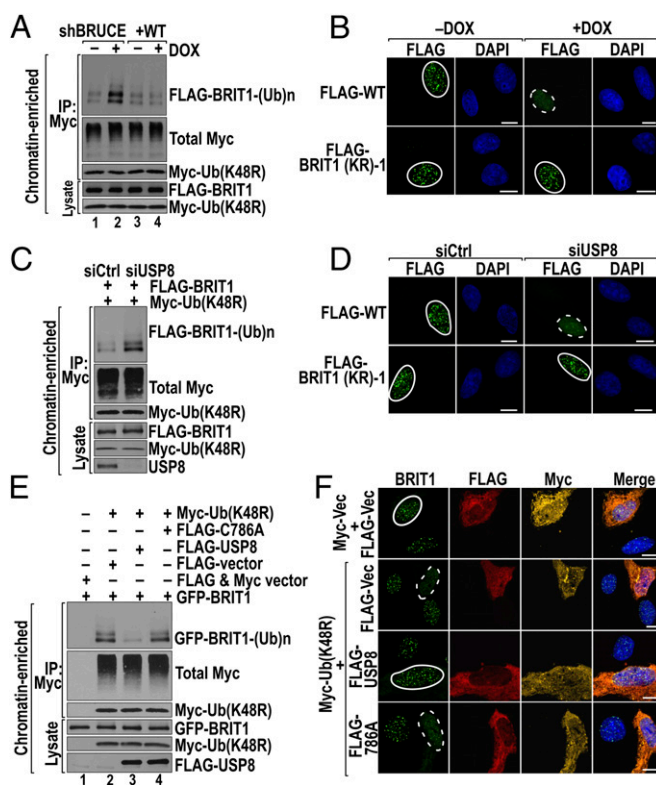 A
shBRUCE +WT
– + – + DOX
Chromatin-enriched
IP: Myc
FLAG-BRIT1-(Ub)n
Total Myc
Myc-Ub(K48R)
Lysate
FLAG-BRIT1
Myc-Ub(K48R)
1 2 3 4
B
–DOX +DOX
FLAG DAPI FLAG DAPI
FLAG-WT
FLAG-
BRIT1 (KR)-1
C
siCtrl siUSP8
+ + FLAG-BRIT1
+ + Myc-Ub(K48R)
Chromatin-enriched
IP: Myc
FLAG-BRIT1-(Ub)n
Total Myc
Myc-Ub(K48R)
Lysate
FLAG-BRIT1
Myc-Ub(K48R)
USP8
D
siCtrl siUSP8
FLAG DAPI FLAG DAPI
FLAG-WT
FLAG-
BRIT1 (KR)-1
E
– + + + Myc-Ub(K48R)
– – – + FLAG-C786A
– – + – FLAG-USP8
– + – – FLAG-vector
+ – – – FLAG & Myc vector
+ + + + GFP-BRIT1
Chromatin-enriched
IP: Myc
GFP-BRIT1-(Ub)n
Total Myc
Myc-Ub(K48R)
Lysate
GFP-BRIT1
Myc-Ub(K48R)
FLAG-USP8
1 2 3 4
F
BRIT1 FLAG Myc Merge
Myc-Vec
+
FLAG-Vec
Myc-Ub(K48R)
+
FLAG-Vec
FLAG-
USP8
FLAG-
786A